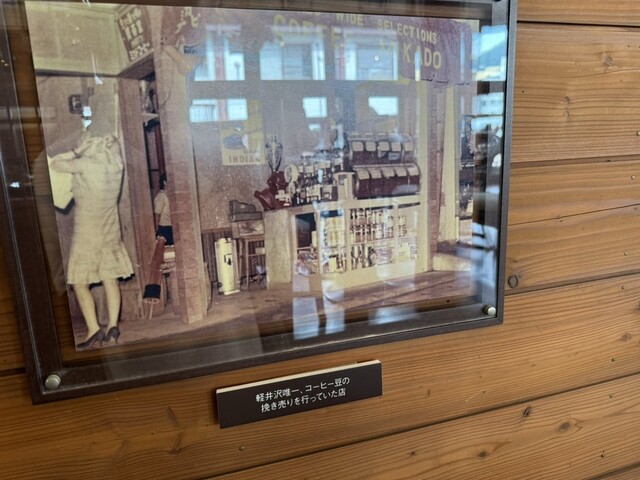 WIDE SELECTIONS
COFFEE
KADO
INDIA
軽井沢唯一、コーヒー豆の
挽き売りを行っていた店